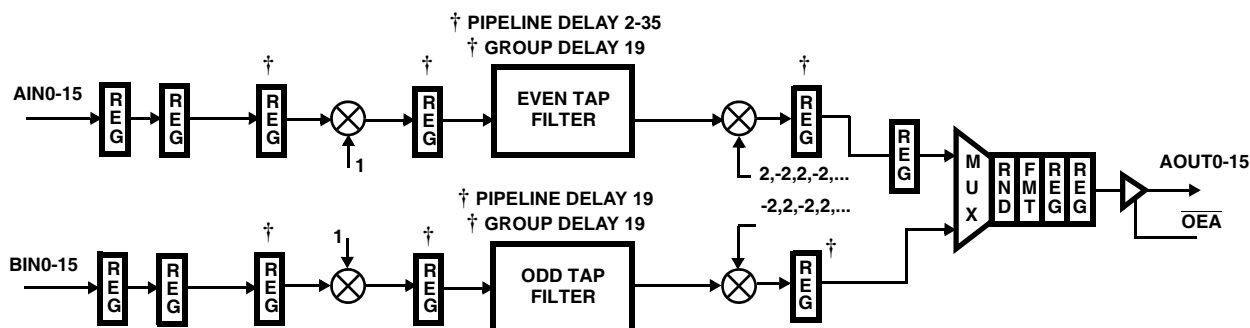 † PIPELINE DELAY 2-35
† GROUP DELAY 19
† † †
AIN0-15
REG
REG
REG
1
REG
EVEN TAP
FILTER
REG
REG
2,-2,2,-2,...
MUX
RND
FMT
REG
REG
AOUT0-15
OEA
-2,2,-2,2,...
† PIPELINE DELAY 19
† GROUP DELAY 19
† † †
BIN0-15
REG
REG
REG
1
REG
ODD TAP
FILTER
REG